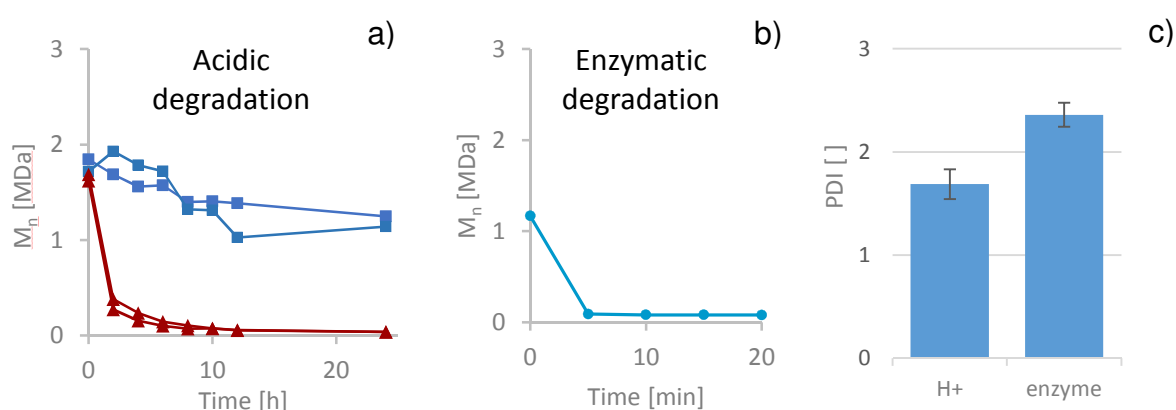 a)
Acidic
degradation
3
2
1
0
0
10
20
Mn [MDa]
Time [h]
b)
Enzymatic
degradation
3
2
1
0
0
10
20
Mn [MDa]
Time [min]
c)
3
2
1
0
PDI [ ]
H+
enzyme